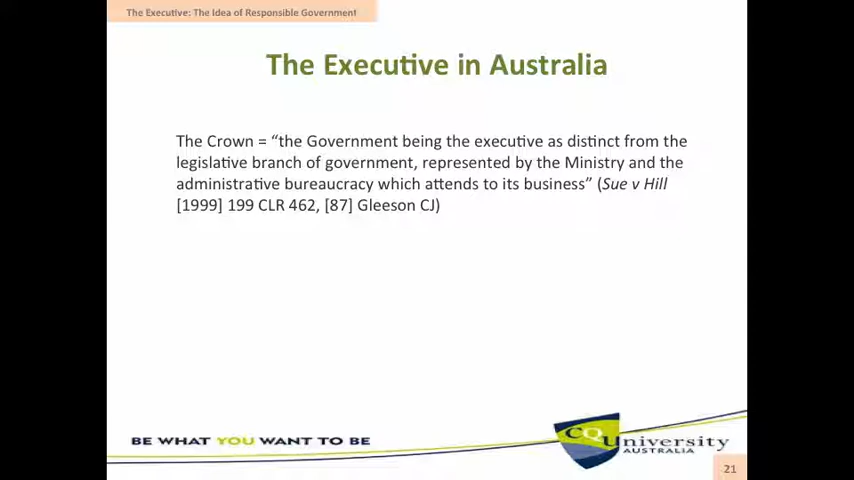 The Executive: The Idea of Responsible Government
The Executive in Australia
The Crown = “the Government being the executive as distinct from the
legislative branch of government, represented by the Ministry and the
administrative bureaucracy which attends to its business” (Sue v Hill
[1999] 199 CLR 462, [87] Gleeson CJ)
BE WHAT YOU WANT TO BE
CQUniversity
AUSTRALIA
21